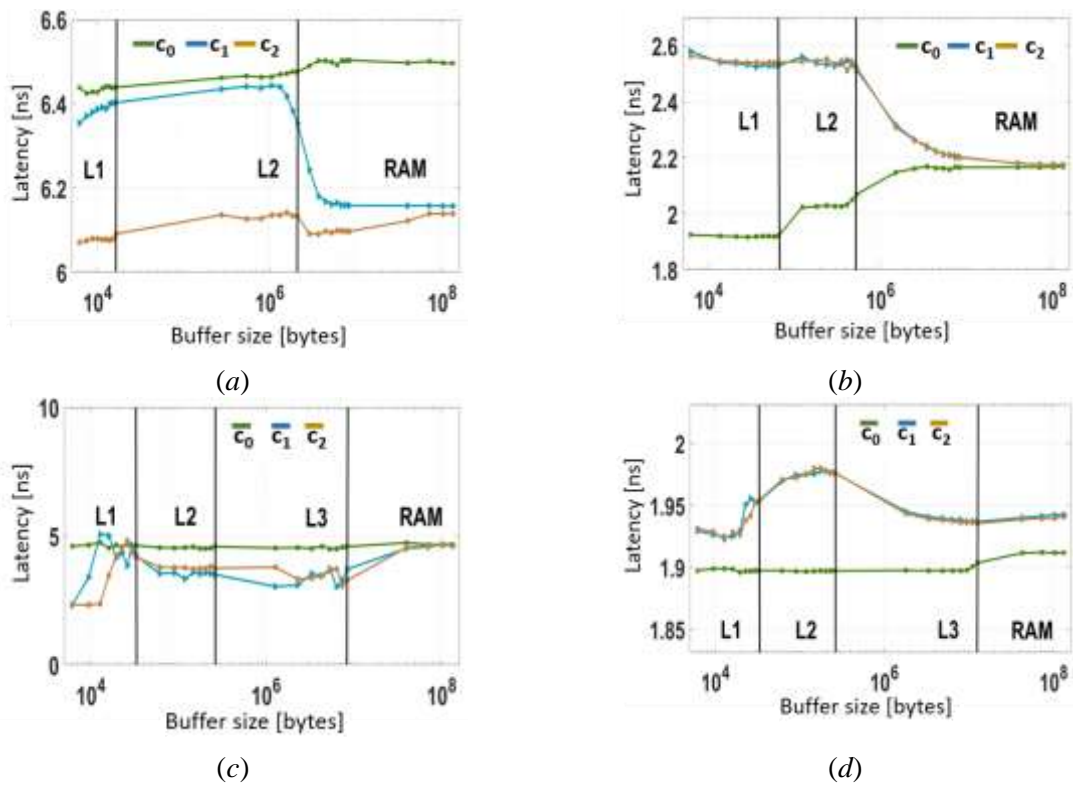 6.6
6.4
6.2
6
Latency [ns]
c0 c1 c2
L1 L2 RAM
10^4 10^6 10^8
Buffer size [bytes]
(a)
2.6
2.4
2.2
2
1.8
Latency [ns]
c0 c1 c2
L1 L2 RAM
10^4 10^6 10^8
Buffer size [bytes]
(b)
10
5
0
Latency [ns]
c0 c1 c2
L1 L2 L3 RAM
10^4 10^6 10^8
Buffer size [bytes]
(c)
2
1.95
1.9
1.85
Latency [ns]
c0 c1 c2
L1 L2 L3 RAM
10^4 10^6 10^8
Buffer size [bytes]
(d)